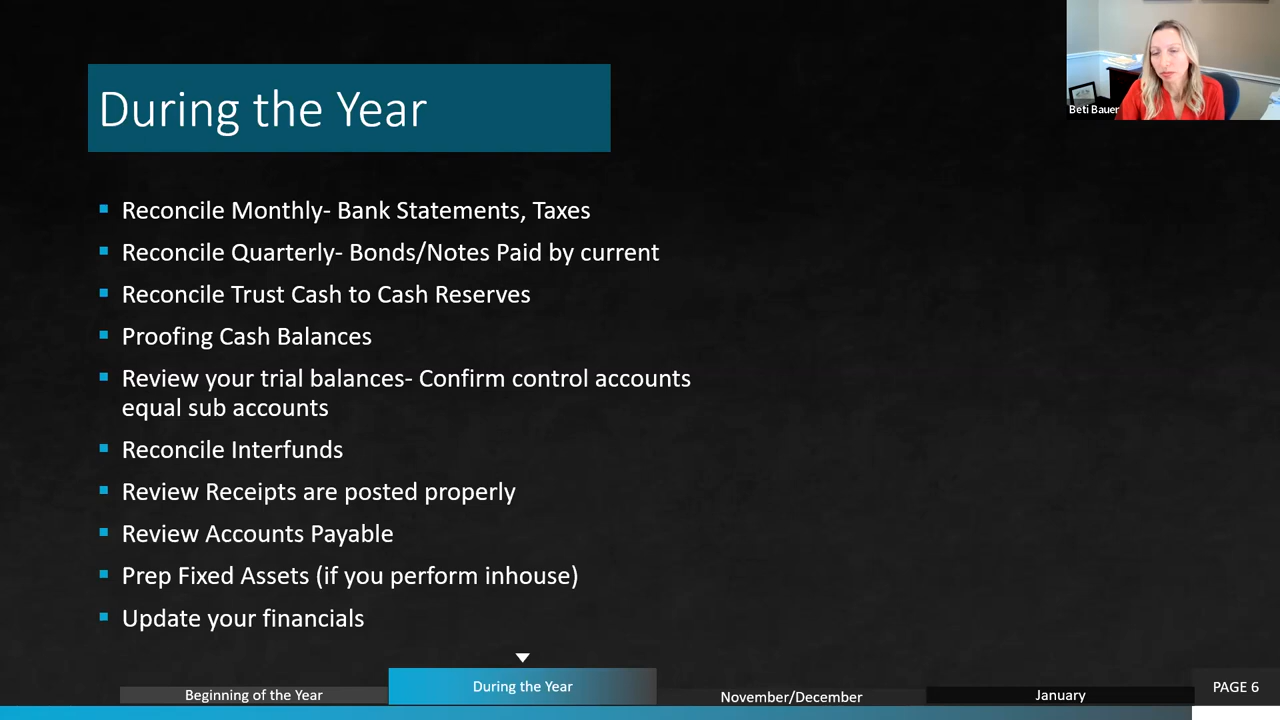 During the Year
Beti Bauer
Reconcile Monthly- Bank Statements, Taxes
Reconcile Quarterly- Bonds/Notes Paid by current
Reconcile Trust Cash to Cash Reserves
Proofing Cash Balances
Review your trial balances- Confirm control accounts
equal sub accounts
Reconcile Interfunds
Review Receipts are posted properly
Review Accounts Payable
Prep Fixed Assets (if you perform inhouse)
Update your financials
Beginning of the Year
During the Year
November/December
January
PAGE 6